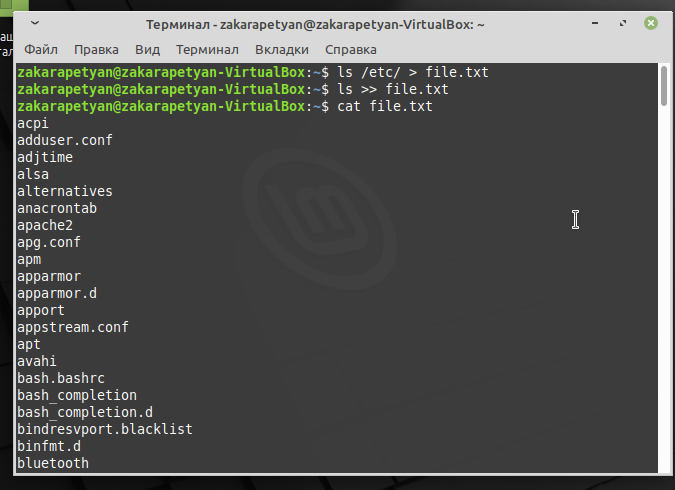 Терминал - zakarapetyan@zakarapetyan-VirtualBox: ~
Файл Правка Вид Терминал Вкладки Справка
zakarapetyan@zakarapetyan-VirtualBox:~$ ls /etc/ > file.txt
zakarapetyan@zakarapetyan-VirtualBox:~$ ls >> file.txt
zakarapetyan@zakarapetyan-VirtualBox:~$ cat file.txt
acpi
adduser.conf
adjtime
alsa
alternatives
anacrontab
apache2
apg.conf
apm
apparmor
apparmor.d
apport
appstream.conf
apt
avahi
bash.bashrc
bash_completion
bash_completion.d
bindresvport.blacklist
binfmt.d
bluetooth